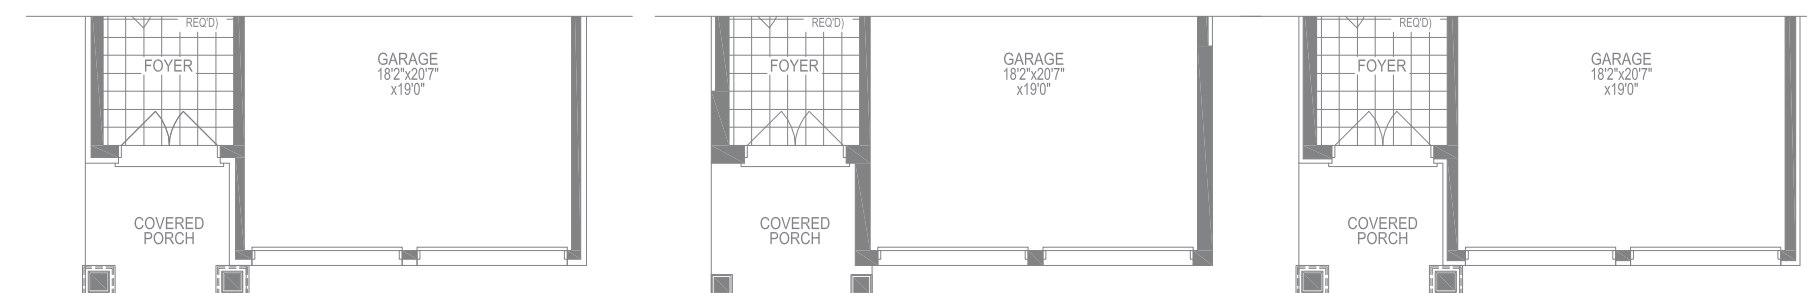 REQ'D)
FOYER
GARAGE
18'2"x20'7"
x19'0"
COVERED
PORCH
REQ'D)
FOYER
GARAGE
18'2"x20'7"
x19'0"
COVERED
PORCH
REQ'D)
FOYER
GARAGE
18'2"x20'7"
x19'0"
COVERED
PORCH